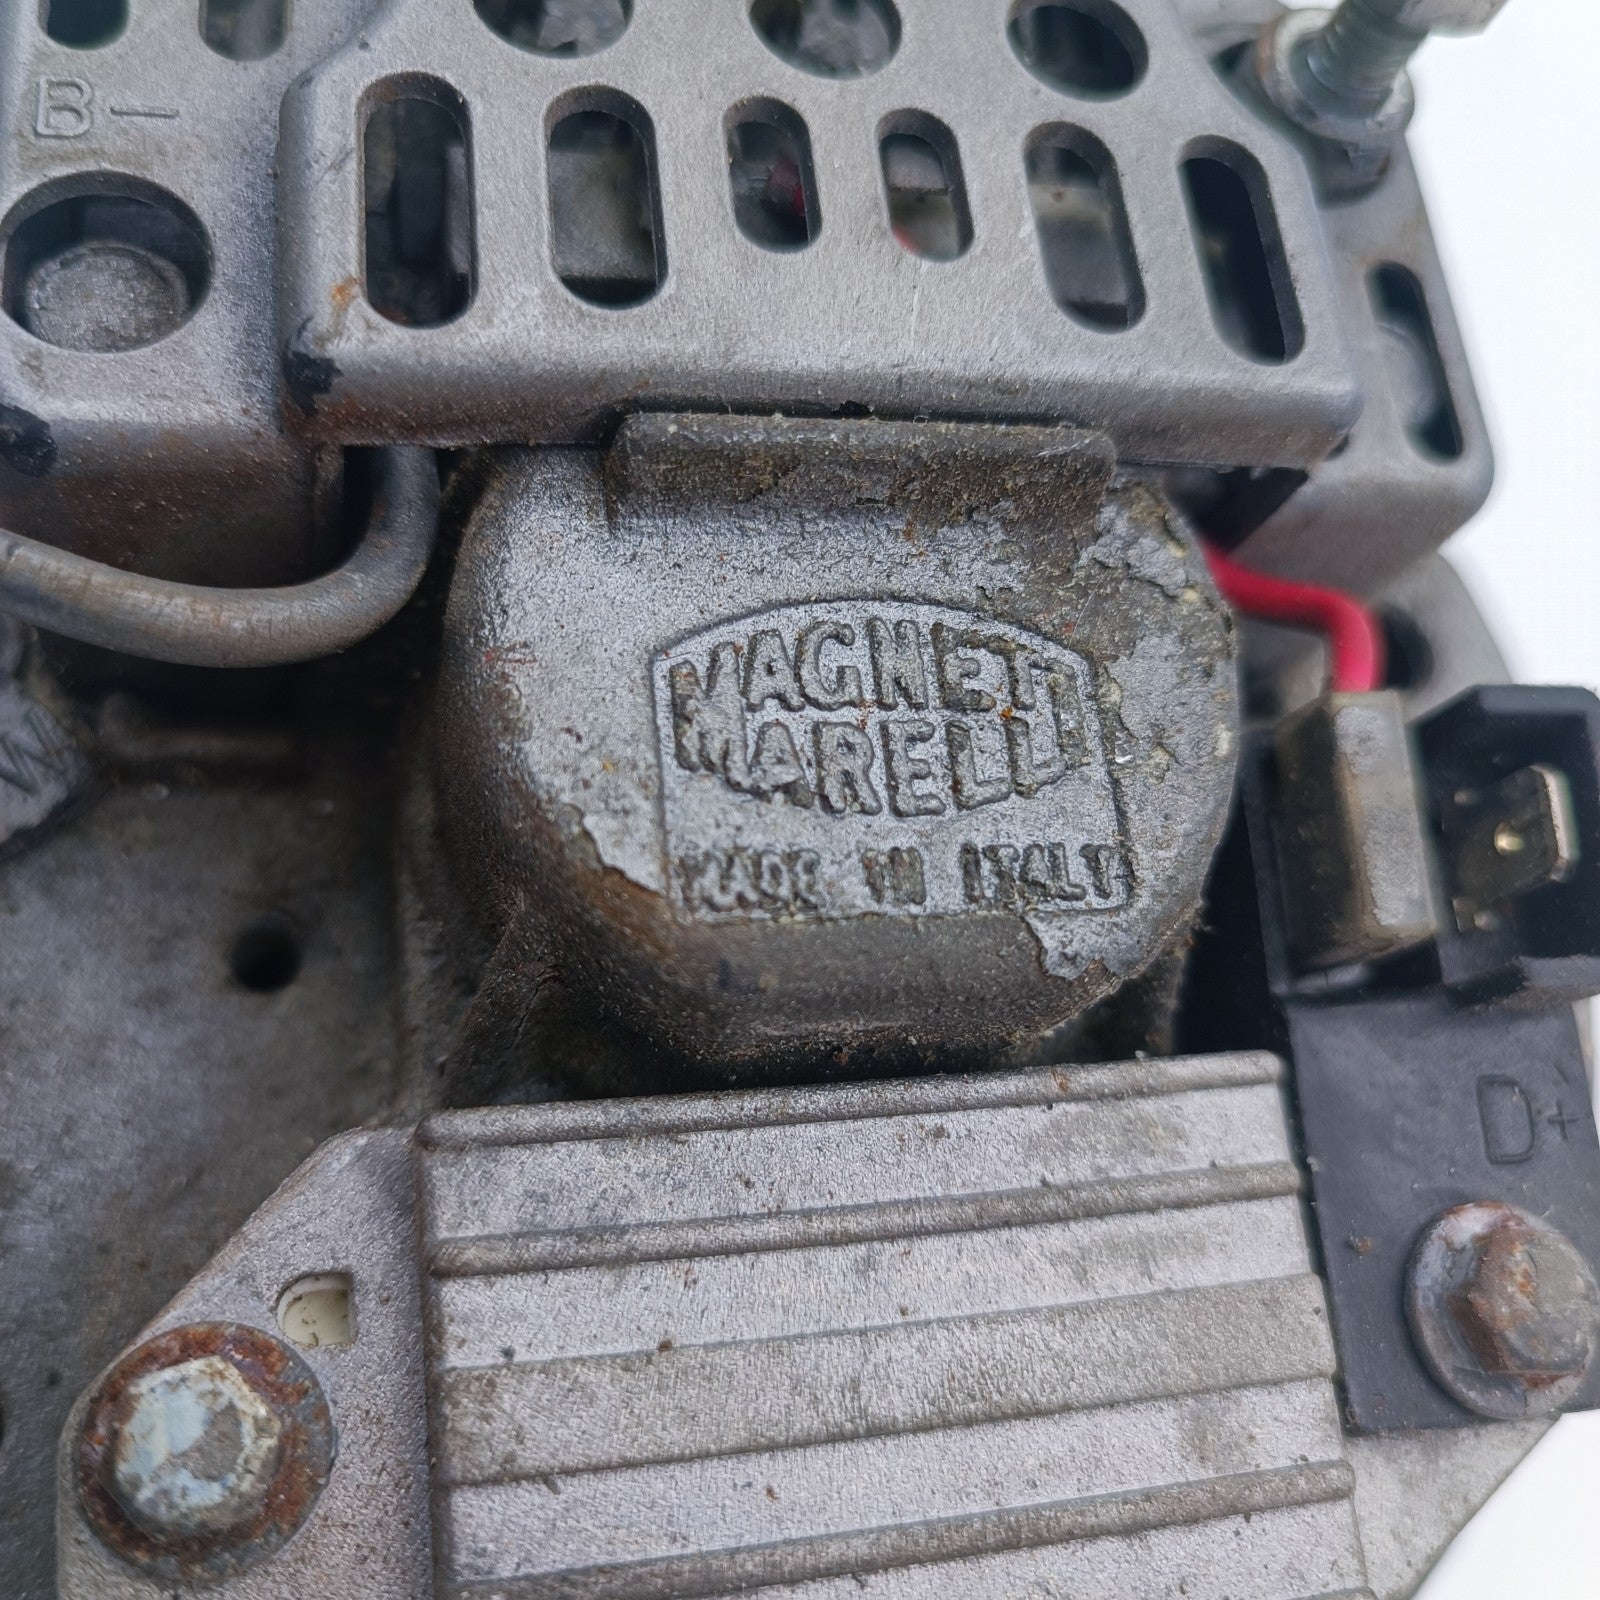 B-
MAGNETI
MARELLI
MADE IN ITALY
W
D+